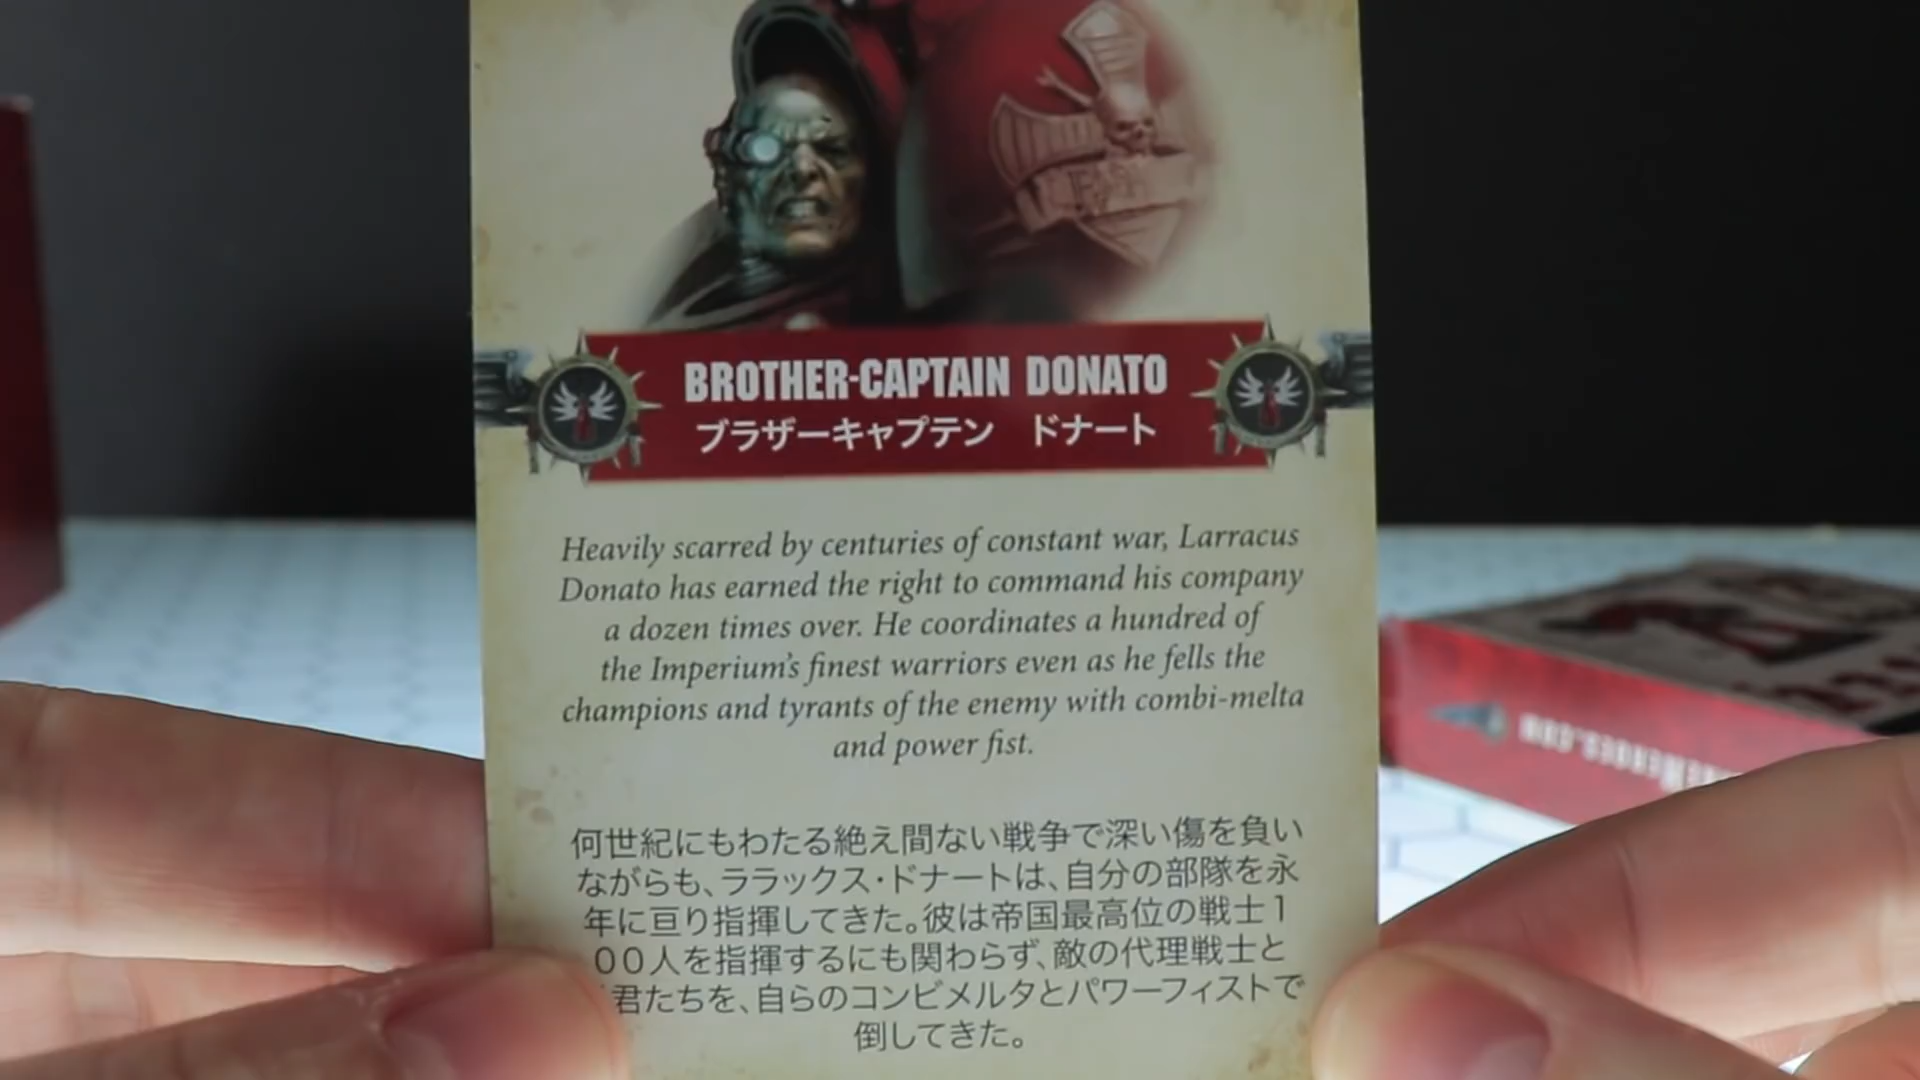 BROTHER-CAPTAIN DONATO
ブラザーキャプテン ドナート
Heavily scarred by centuries of constant war, Larracus
Donato has earned the right to command his company
a dozen times over. He coordinates a hundred of
the Imperium's finest warriors even as he fells the
champions and tyrants of the enemy with combi-melta
and power fist.
何世紀にもわたる絶え間ない戦争で深い傷を負い
ながらも、ララックス・ドナートは、自分の部隊を永
年に亘り指揮してきた。彼は帝国最高位の戦士1
00人を指揮するにも関わらず、敵の代理戦士と
君たちを、自らのコンビメルタとパワーフィストで
倒してきた。